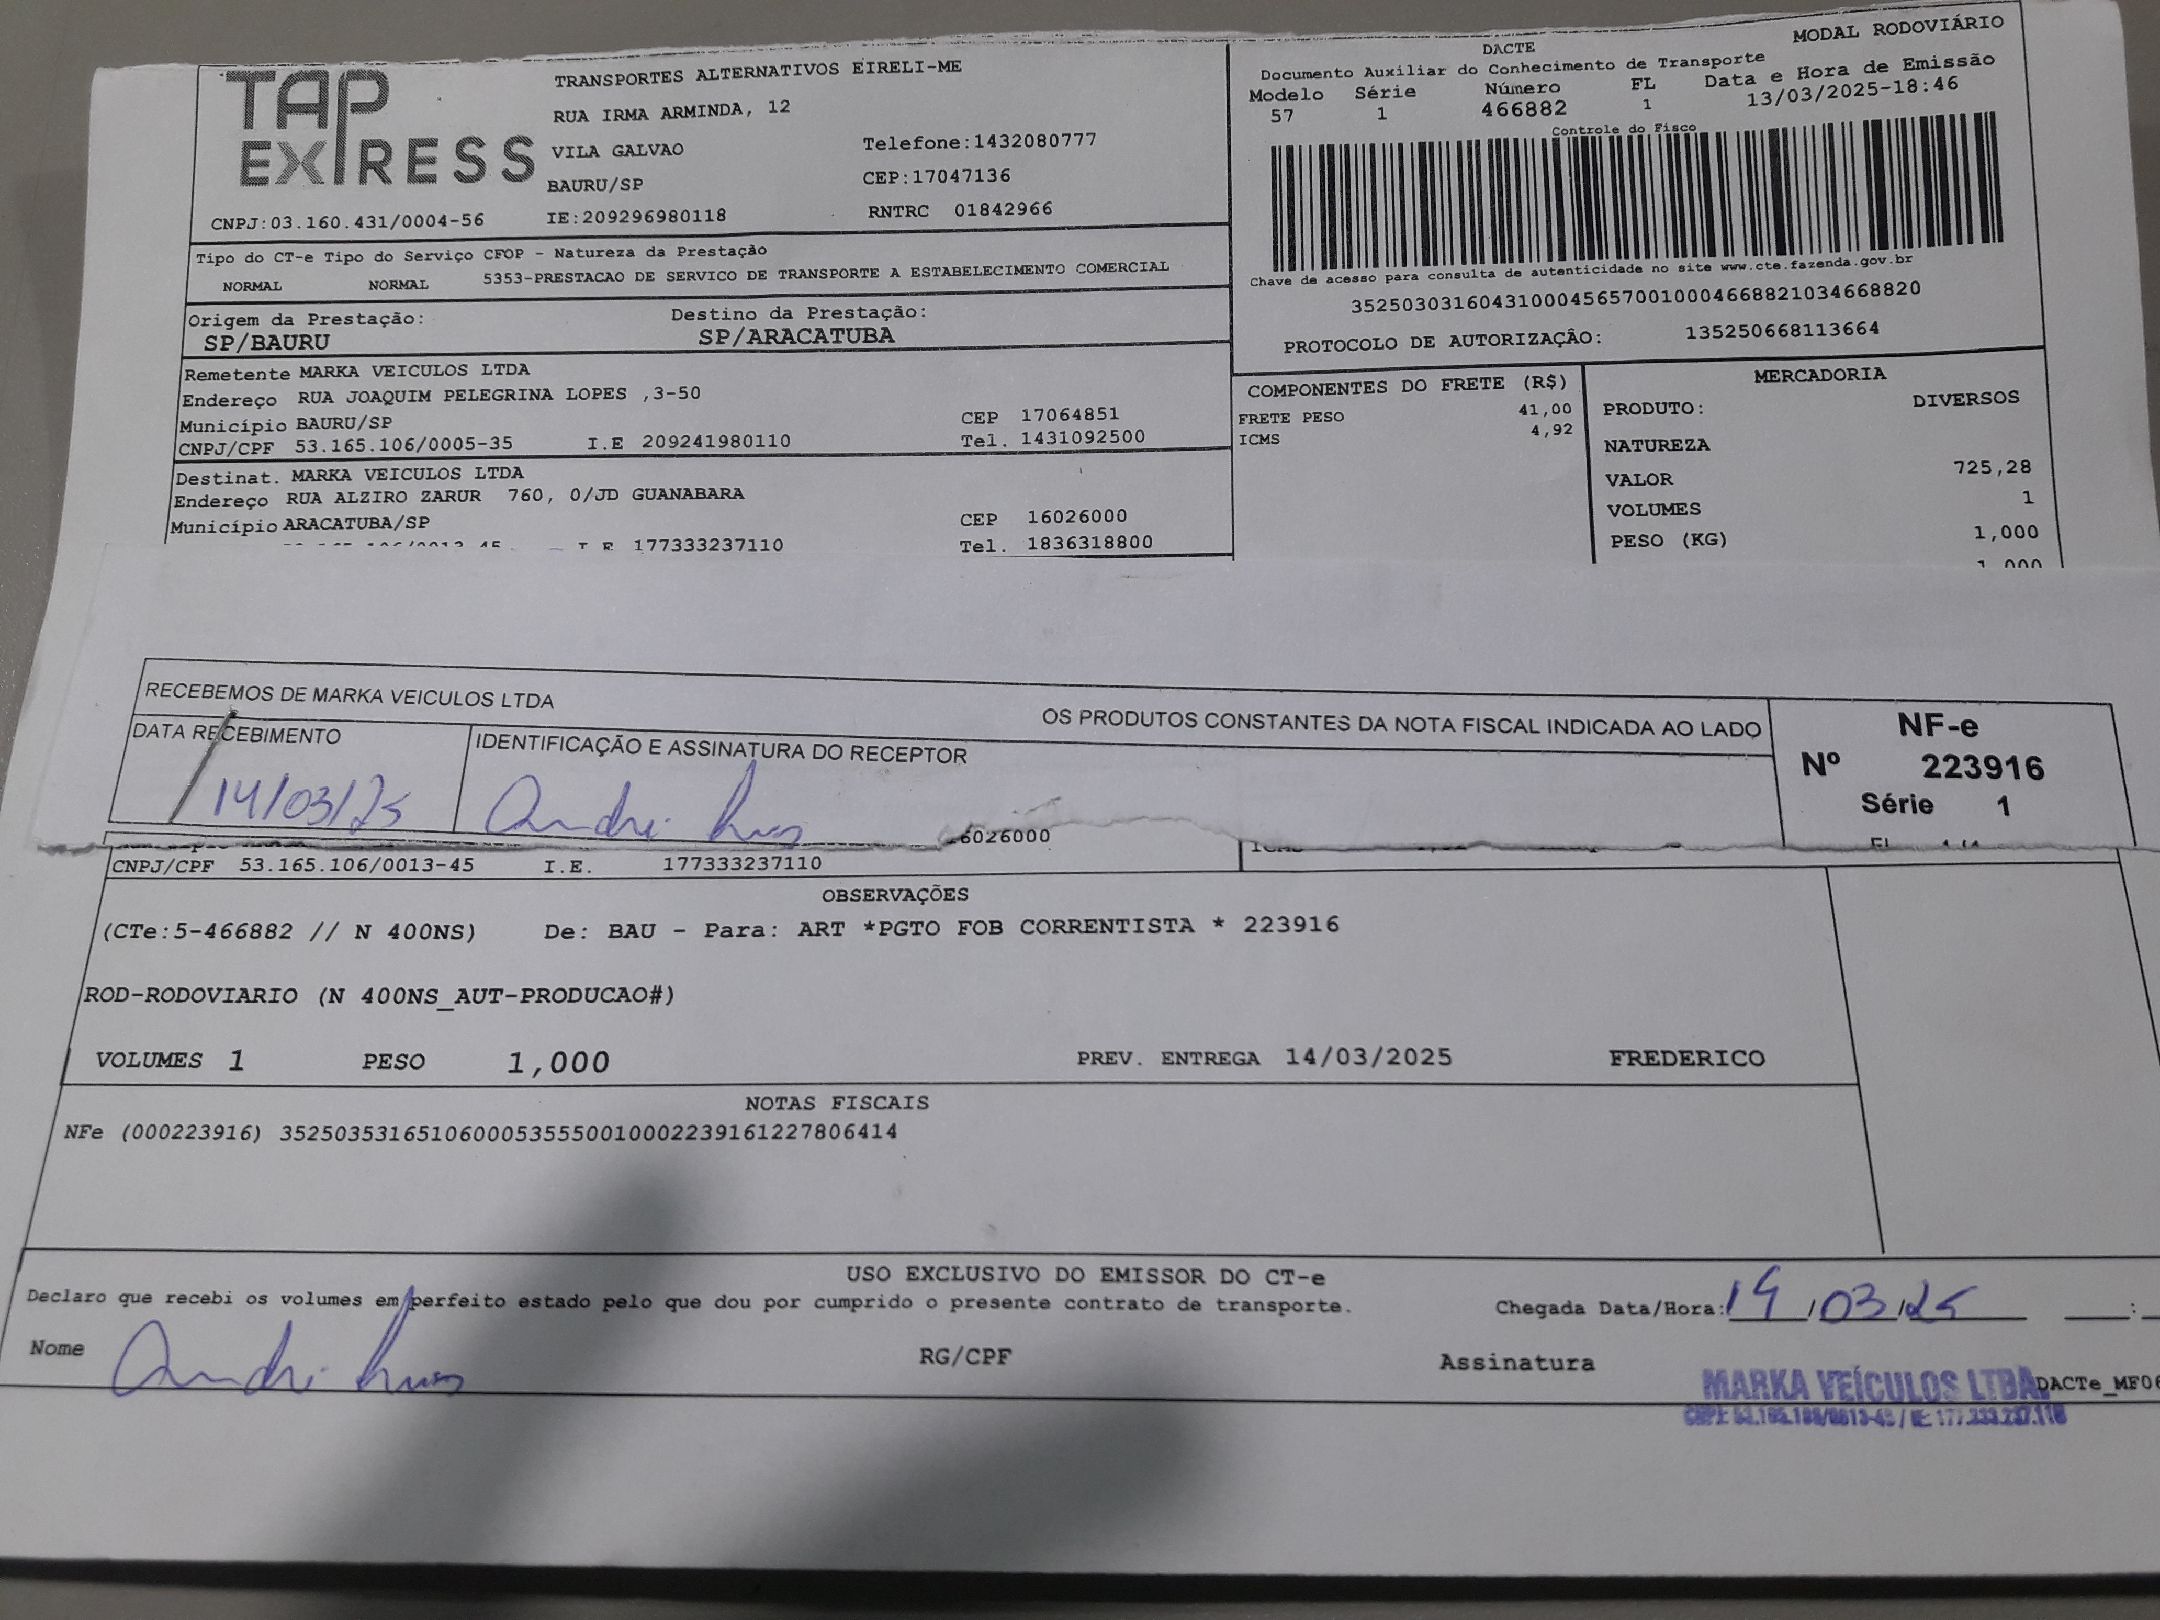 TAP
EXPRESS
TRANSPORTES ALTERNATIVOS EIRELI-ME
RUA IRMA ARMINDA, 12
VILA GALVAO Telefone:1432080777
BAURU/SP CEP:17047136
CNPJ:03.160.431/0004-56 IE:209296980118 RNTRC 01842966
DACTE MODAL RODOVIÁRIO
Documento Auxiliar do Conhecimento de Transporte
Modelo Série Número FL Data e Hora de Emissão
57 1 466882 1 13/03/2025-18:46
Controle do Fisco
Chave de acesso para consulta de autenticidade no site www.cte.fazenda.gov.br
35250303160431000456570010004668821034668820
PROTOCOLO DE AUTORIZAÇÂO: 135250668113664
Tipo do CT-e Tipo do Serviço CFOP - Natureza da Prestação
NORMAL NORMAL 5353-PRESTACAO DE SERVICO DE TRANSPORTE A ESTABELECIMENTO COMERCIAL
Origem da Prestação: Destino da Prestação:
SP/BAURU SP/ARACATUBA
Remetente MARKA VEICULOS LTDA
Endereço RUA JOAQUIM PELEGRINA LOPES ,3-50
Município BAURU/SP CEP 17064851
CNPJ/CPF 53.165.106/0005-35 I.E 209241980110 Tel. 1431092500
Destinat. MARKA VEICULOS LTDA
Endereço RUA ALZIRO ZARUR 760, 0/JD GUANABARA
Município ARACATUBA/SP CEP 16026000
I E 177333237110 Tel. 1836318800
COMPONENTES DO FRETE (R$)
FRETE PESO 41,00
ICMS 4,92
MERCADORIA
PRODUTO: DIVERSOS
NATUREZA
VALOR 725,28
VOLUMES 1
PESO (KG) 1,000
1,000
RECEBEMOS DE MARKA VEICULOS LTDA OS PRODUTOS CONSTANTES DA NOTA FISCAL INDICADA AO LADO
DATA RECEBIMENTO IDENTIFICAÇÃO E ASSINATURA DO RECEPTOR
14/03/25
NF-e
Nº 223916
Série 1
6026000
CNPJ/CPF 53.165.106/0013-45 I.E. 177333237110
OBSERVAÇÕES
(CTe:5-466882 // N 400NS) De: BAU - Para: ART *PGTO FOB CORRENTISTA * 223916
ROD-RODOVIARIO (N 400NS_AUT-PRODUCAO#)
VOLUMES 1 PESO 1,000 PREV. ENTREGA 14/03/2025 FREDERICO
NOTAS FISCAIS
NFe (000223916) 35250353165106000535550010002239161227806414
USO EXCLUSIVO DO EMISSOR DO CT-e
Declaro que recebi os volumes em perfeito estado pelo que dou por cumprido o presente contrato de transporte. Chegada Data/Hora: 14/03/25 __:_
Nome RG/CPF Assinatura
MARKA VEÍCULOS LTDA DACTe_MF06